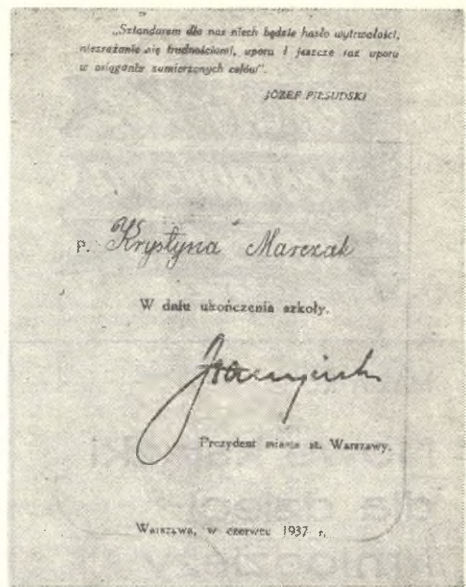 „Sztandarem dla nas niech będzie hasło wytrwałości,
niezrażanie się trudnościami, uporu i jeszcze raz uporu
w osiąganiu zamierzonych celów".
JÓZEF PIŁSUDSKI
P. Krystyna Marczak
W dniu ukończenia szkoły.
Prezydent miasta st. Warszawy.
Warszawa, w czerwcu 1937 r.